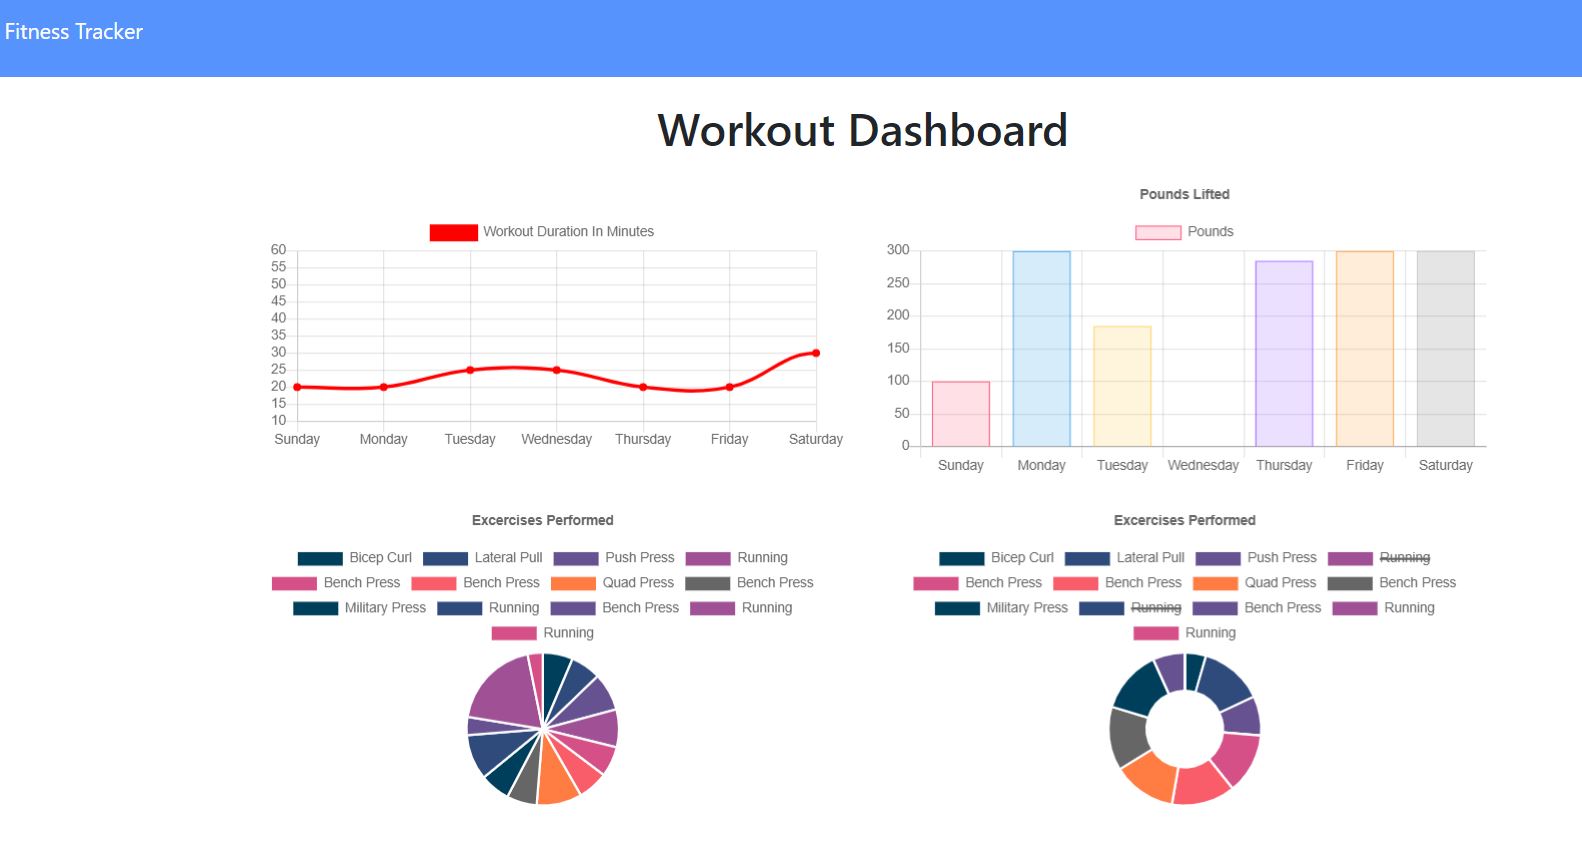 Fitness Tracker
Workout Dashboard
Workout Duration In Minutes
60
55
50
45
40
35
30
25
20
15
10
Sunday Monday Tuesday Wednesday Thursday Friday Saturday
Pounds Lifted
Pounds
300
250
200
150
100
50
0
Sunday Monday Tuesday Wednesday Thursday Friday Saturday
Excercises Performed
Bicep Curl Lateral Pull Push Press Running
Bench Press Bench Press Quad Press Bench Press
Military Press Running Bench Press Running
Running
Excercises Performed
Bicep Curl Lateral Pull Push Press Running
Bench Press Bench Press Quad Press Bench Press
Military Press Running Bench Press Running
Running